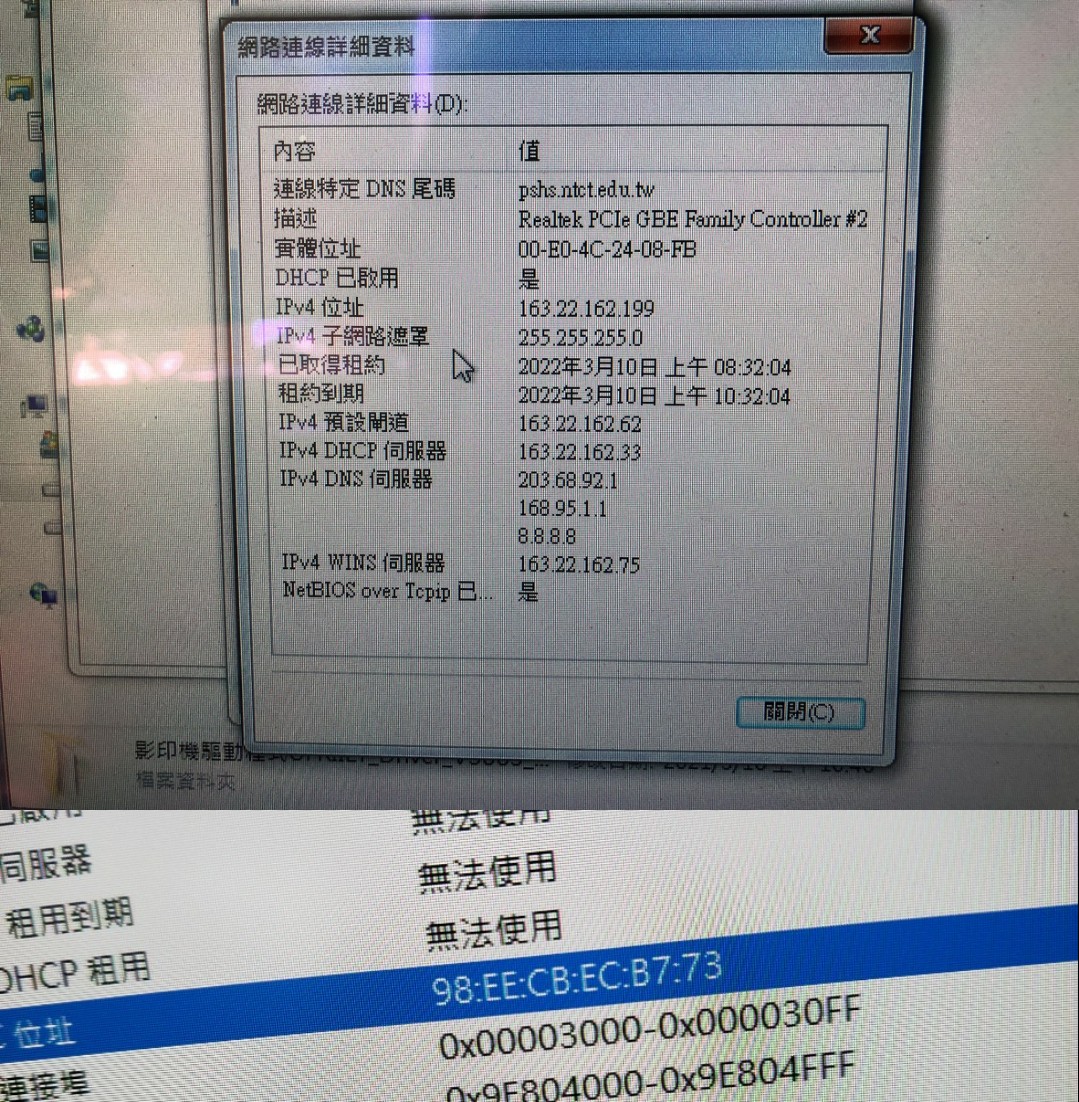 網路連線詳細資料
網路連線詳細資料(D):
內容 值
連線特定 DNS 尾碼 pshs.ntct.edu.tw
描述 Realtek PCIe GBE Family Controller #2
實體位址 00-E0-4C-24-08-FB
DHCP 已啟用 是
IPv4 位址 163.22.162.199
IPv4 子網路遮罩 255.255.255.0
已取得租約 2022年3月10日 上午 08:32:04
租約到期 2022年3月10日 上午 10:32:04
IPv4 預設閘道 163.22.162.62
IPv4 DHCP 伺服器 163.22.162.33
IPv4 DNS 伺服器 203.68.92.1
168.95.1.1
8.8.8.8
IPv4 WINS 伺服器 163.22.162.75
NetBIOS over Tcpip 已... 是
關閉(C)
影印機驅動
檔案資料夾
已啟用 無法使用
伺服器 無法使用
租用到期 無法使用
DHCP 租用 98:EE:CB:EC:B7:73
位址 0x00003000-0x000030FF
連接埠 0x9E804000-0x9E804FFF